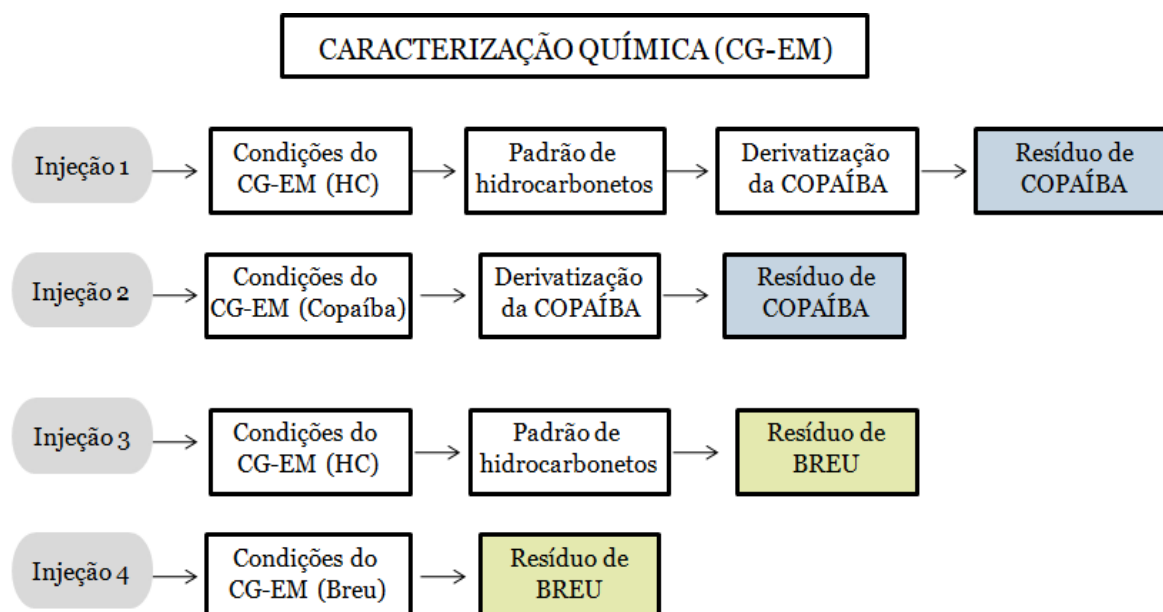 CARACTERIZAÇÃO QUÍMICA (CG-EM)
Injeção 1
Condições do
CG-EM (HC)
Padrão de
hidrocarbonetos
Derivatização
da COPAÍBA
Resíduo de
COPAÍBA
Injeção 2
Condições do
CG-EM (Copaíba)
Derivatização
da COPAÍBA
Resíduo de
COPAÍBA
Injeção 3
Condições do
CG-EM (HC)
Padrão de
hidrocarbonetos
Resíduo de
BREU
Injeção 4
Condições do
CG-EM (Breu)
Resíduo de
BREU